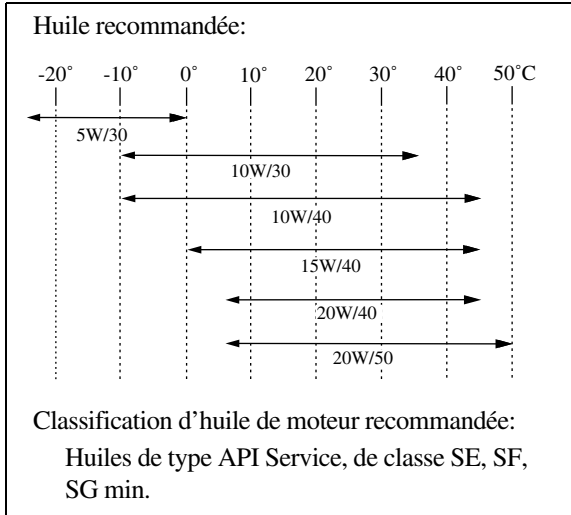 Huile recommandée:
-20˚ -10˚ 0˚ 10˚ 20˚ 30˚ 40˚ 50˚C
5W/30
10W/30
10W/40
15W/40
20W/40
20W/50
Classification d’huile de moteur recommandée:
Huiles de type API Service, de classe SE, SF,
SG min.